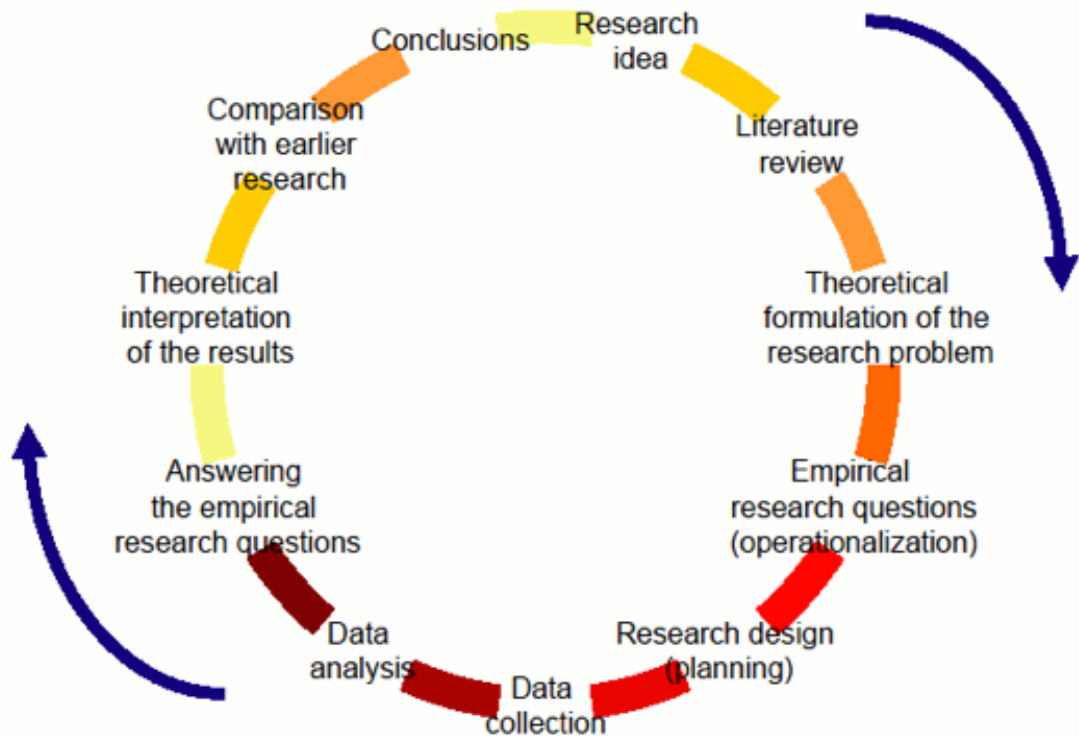 Research
idea
Literature
review
Theoretical
formulation of the
research problem
Empirical
research questions
(operationalization)
Research design
(planning)
Data
collection
Data
analysis
Answering
the empirical
research questions
Theoretical
interpretation
of the results
Comparison
with earlier
research
Conclusions